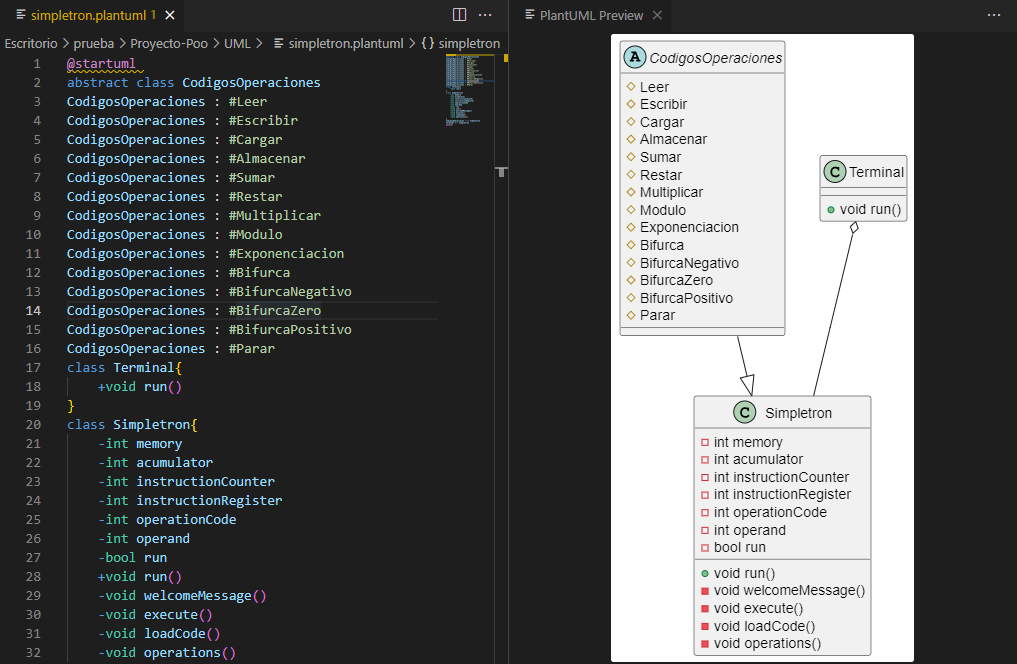 simpletron.plantuml 1
Escritorio > prueba > Proyecto-Poo > UML > simpletron.plantuml > {} simpletron
1 @startuml
2 abstract class CodigosOperaciones
3 CodigosOperaciones : #Leer
4 CodigosOperaciones : #Escribir
5 CodigosOperaciones : #Cargar
6 CodigosOperaciones : #Almacenar
7 CodigosOperaciones : #Sumar
8 CodigosOperaciones : #Restar
9 CodigosOperaciones : #Multiplicar
10 CodigosOperaciones : #Modulo
11 CodigosOperaciones : #Exponenciacion
12 CodigosOperaciones : #Bifurca
13 CodigosOperaciones : #BifurcaNegativo
14 CodigosOperaciones : #BifurcaZero
15 CodigosOperaciones : #BifurcaPositivo
16 CodigosOperaciones : #Parar
17 class Terminal{
18 +void run()
19 }
20 class Simpletron{
21 -int memory
22 -int acumulator
23 -int instructionCounter
24 -int instructionRegister
25 -int operationCode
26 -int operand
27 -bool run
28 +void run()
29 -void welcomeMessage()
30 -void execute()
31 -void loadCode()
32 -void operations()
PlantUML Preview
A CodigosOperaciones
Leer
Escribir
Cargar
Almacenar
Sumar
Restar
Multiplicar
Modulo
Exponenciacion
Bifurca
BifurcaNegativo
BifurcaZero
BifurcaPositivo
Parar
C Terminal
void run()
C Simpletron
int memory
int acumulator
int instructionCounter
int instructionRegister
int operationCode
int operand
bool run
void run()
void welcomeMessage()
void execute()
void loadCode()
void operations()